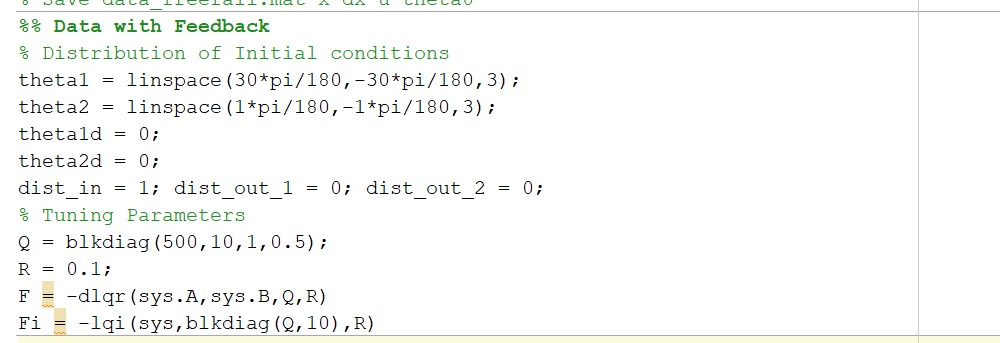 % Save data_freefall.mat x dx u theta0
%% Data with Feedback
% Distribution of Initial conditions
theta1 = linspace(30*pi/180,-30*pi/180,3);
theta2 = linspace(1*pi/180,-1*pi/180,3);
theta1d = 0;
theta2d = 0;
dist_in = 1; dist_out_1 = 0; dist_out_2 = 0;
% Tuning Parameters
Q = blkdiag(500,10,1,0.5);
R = 0.1;
F = -dlqr(sys.A,sys.B,Q,R)
Fi = -lqi(sys,blkdiag(Q,10),R)